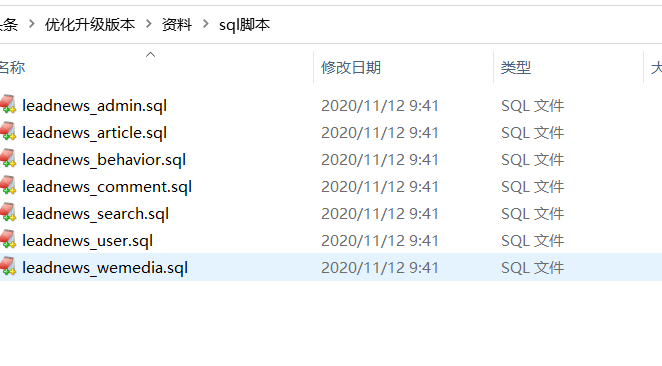 条 > 优化升级版本 > 资料 > sql脚本
名称 修改日期 类型
leadnews_admin.sql 2020/11/12 9:41 SQL 文件
leadnews_article.sql 2020/11/12 9:41 SQL 文件
leadnews_behavior.sql 2020/11/12 9:41 SQL 文件
leadnews_comment.sql 2020/11/12 9:41 SQL 文件
leadnews_search.sql 2020/11/12 9:41 SQL 文件
leadnews_user.sql 2020/11/12 9:41 SQL 文件
leadnews_wemedia.sql 2020/11/12 9:41 SQL 文件